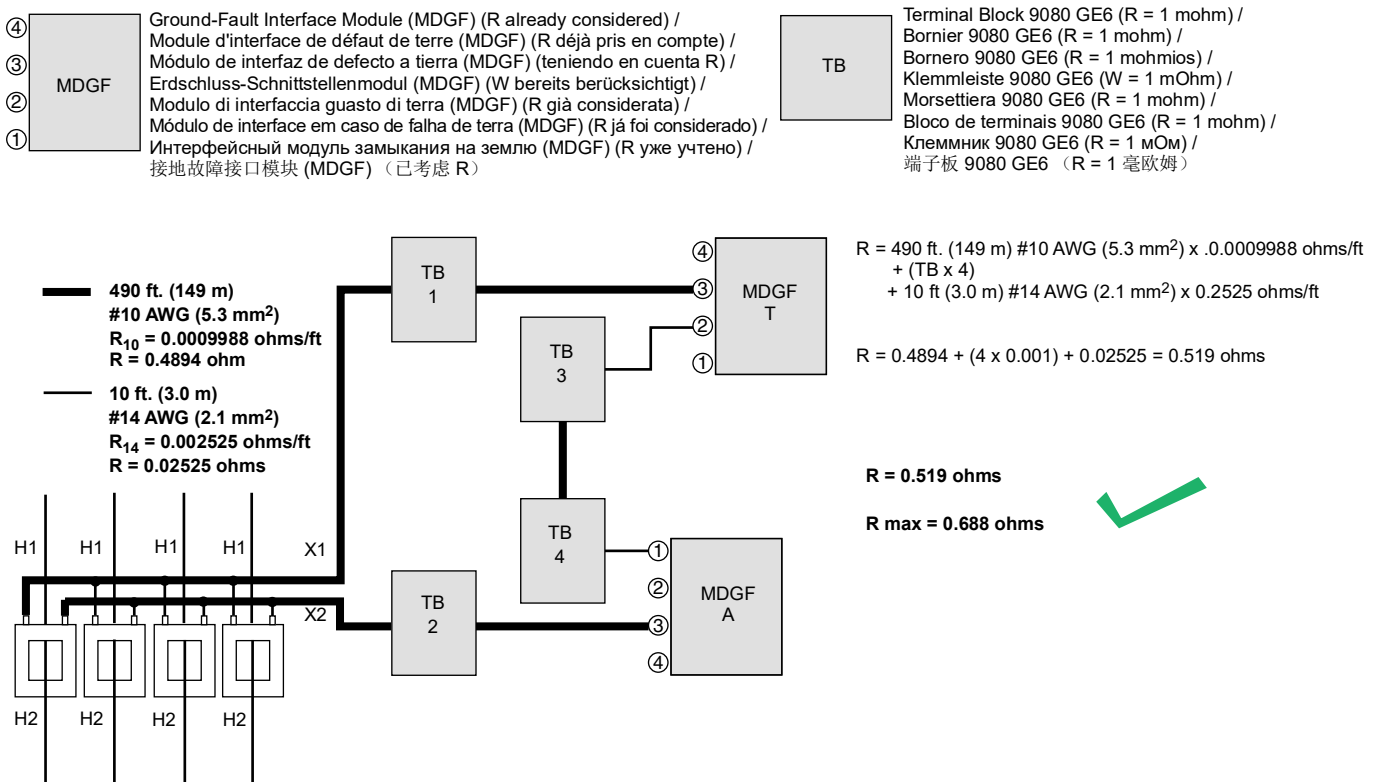 ④
③
②
①
MDGF
Ground-Fault Interface Module (MDGF) (R already considered) /
Module d'interface de défaut de terre (MDGF) (R déjà pris en compte) /
Módulo de interfaz de defecto a tierra (MDGF) (teniendo en cuenta R) /
Erdschluss-Schnittstellenmodul (MDGF) (W bereits berücksichtigt) /
Modulo di interfaccia guasto di terra (MDGF) (R già considerata) /
Módulo de interface em caso de falha de terra (MDGF) (R já foi considerado) /
Интерфейсный модуль замыкания на землю (MDGF) (R уже учтено) /
接地故障接口模块 (MDGF) （已考虑 R）
TB
Terminal Block 9080 GE6 (R = 1 mohm) /
Bornier 9080 GE6 (R = 1 mohm) /
Bornero 9080 GE6 (R = 1 mohmios) /
Klemmleiste 9080 GE6 (W = 1 mOhm) /
Morsettiera 9080 GE6 (R = 1 mohm) /
Bloco de terminais 9080 GE6 (R = 1 mohm) /
Клеммник 9080 GE6 (R = 1 мОм) /
端子板 9080 GE6 （R = 1 毫欧姆）
490 ft. (149 m)
#10 AWG (5.3 mm²)
R₁₀ = 0.0009988 ohms/ft
R = 0.4894 ohm
10 ft. (3.0 m)
#14 AWG (2.1 mm²)
R₁₄ = 0.002525 ohms/ft
R = 0.02525 ohms
TB
1
④
③
②
①
MDGF
T
TB
3
R = 490 ft. (149 m) #10 AWG (5.3 mm²) x .0.0009988 ohms/ft
+ (TB x 4)
+ 10 ft (3.0 m) #14 AWG (2.1 mm²) x 0.2525 ohms/ft
R = 0.4894 + (4 x 0.001) + 0.02525 = 0.519 ohms
R = 0.519 ohms
R max = 0.688 ohms
TB
4
①
②
③
④
MDGF
A
H1
H1
H1
H1
X1
X2
TB
2
H2
H2
H2
H2